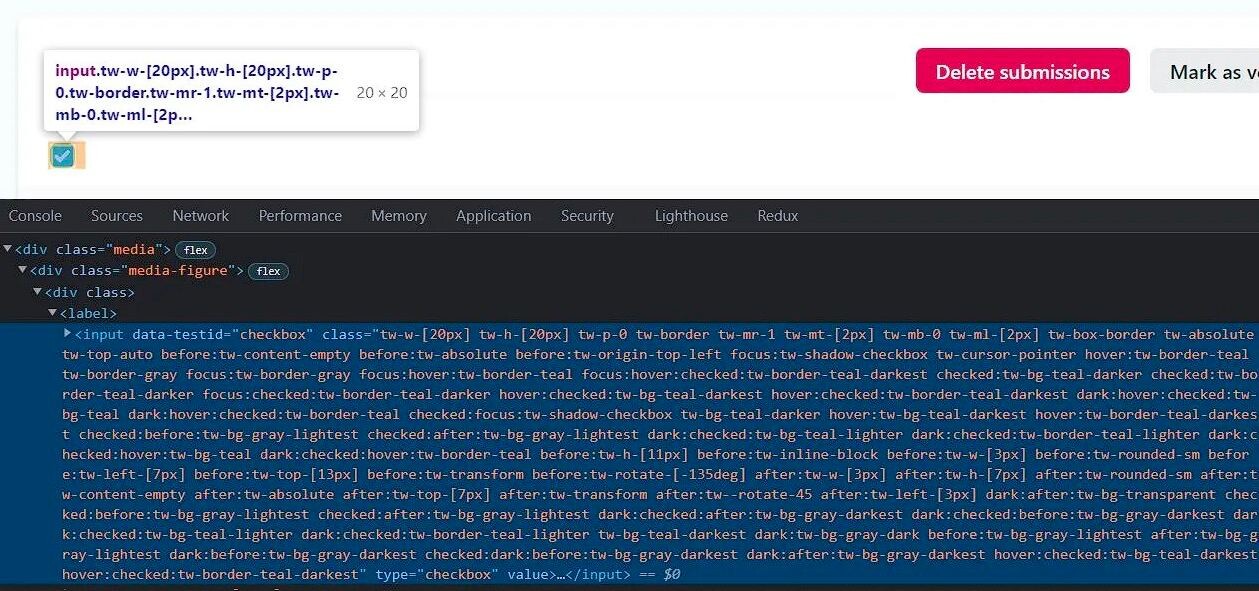 input.tw-w-[20px].tw-h-[20px].tw-p-
0.tw-border.tw-mr-1.tw-mt-[2px].tw-
mb-0.tw-ml-[2p…
20 × 20
Delete submissions
Mark as v
Console Sources Network Performance Memory Application Security Lighthouse Redux
▼<div class="media"> flex
▼<div class="media-figure"> flex
▼<div class>
▼<label>
▶<input data-testid="checkbox" class="tw-w-[20px] tw-h-[20px] tw-p-0 tw-border tw-mr-1 tw-mt-[2px] tw-mb-0 tw-ml-[2px] tw-box-border tw-absolute
tw-top-auto before:tw-content-empty before:tw-absolute before:tw-origin-top-left focus:tw-shadow-checkbox tw-cursor-pointer hover:tw-border-teal
tw-border-gray focus:tw-border-gray focus:hover:tw-border-teal focus:hover:checked:tw-border-teal-darkest checked:tw-bg-teal-darker checked:tw-bo
rder-teal-darker focus:checked:tw-border-teal-darker hover:checked:tw-bg-teal-darkest hover:checked:tw-border-teal-darkest dark:hover:checked:tw-
bg-teal dark:hover:checked:tw-border-teal checked:focus:tw-shadow-checkbox tw-bg-teal-darker hover:tw-bg-teal-darkest hover:tw-border-teal-darkes
t checked:before:tw-bg-gray-lightest checked:after:tw-bg-gray-lightest dark:checked:tw-bg-teal-lighter dark:checked:tw-border-teal-lighter dark:c
hecked:hover:tw-bg-teal dark:checked:hover:tw-border-teal before:tw-h-[11px] before:tw-inline-block before:tw-w-[3px] before:tw-rounded-sm befor
e:tw-left-[7px] before:tw-top-[13px] before:tw-transform before:tw-rotate-[-135deg] after:tw-w-[3px] after:tw-h-[7px] after:tw-rounded-sm after:t
w-content-empty after:tw-absolute after:tw-top-[7px] after:tw-transform after:tw--rotate-45 after:tw-left-[3px] dark:after:tw-bg-transparent chec
ked:before:tw-bg-gray-lightest checked:after:tw-bg-gray-lightest dark:checked:after:tw-bg-gray-darkest dark:checked:before:tw-bg-gray-darkest dar
k:checked:tw-bg-teal-lighter dark:checked:tw-border-teal-lighter tw-bg-teal-darkest dark:tw-bg-gray-dark before:tw-bg-gray-lightest after:tw-bg-g
ray-lightest dark:before:tw-bg-gray-darkest checked:dark:before:tw-bg-gray-darkest dark:after:tw-bg-gray-darkest hover:checked:tw-bg-teal-darkest
hover:checked:tw-border-teal-darkest" type="checkbox" value>…</input> == $0